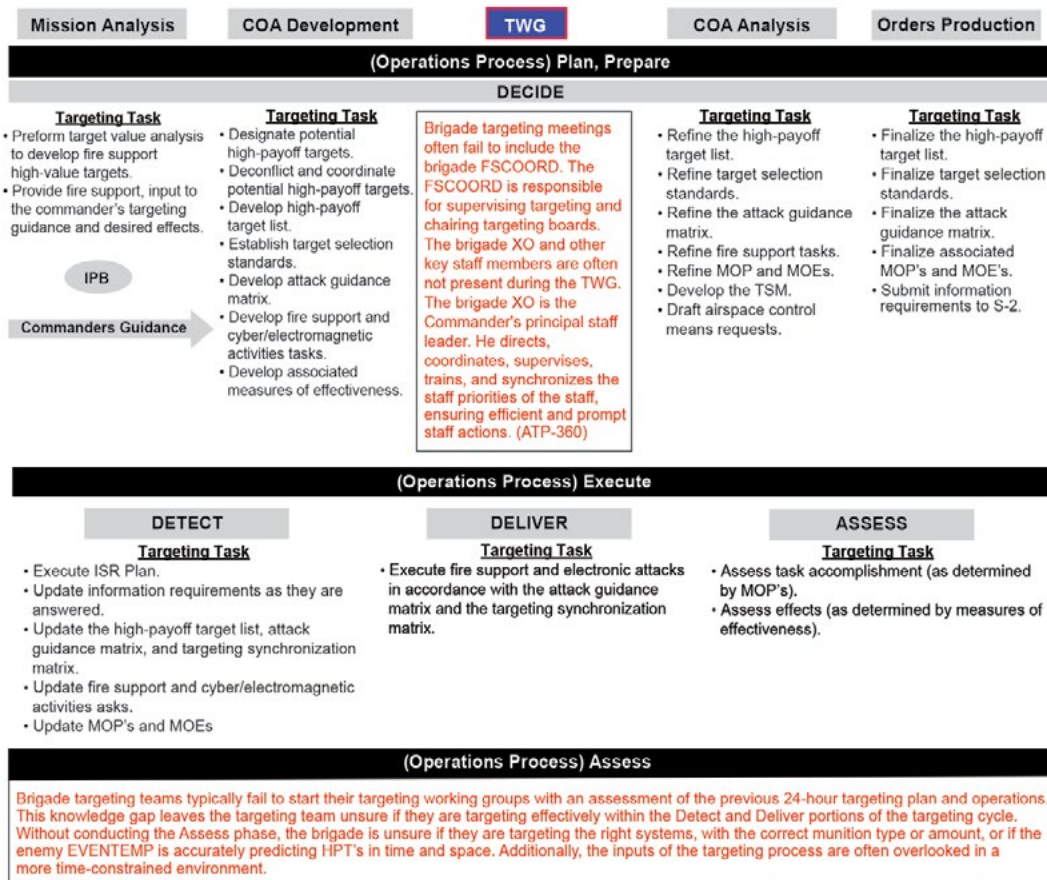 Mission Analysis
COA Development
TWG
COA Analysis
Orders Production
(Operations Process) Plan, Prepare
DECIDE
Targeting Task
• Preform target value analysis
to develop fire support
high-value targets.
• Provide fire support, input to
the commander's targeting
guidance and desired effects.
IPB
Commanders Guidance
Targeting Task
• Designate potential
high-payoff targets.
• Deconflict and coordinate
potential high-payoff targets.
• Develop high-payoff
target list.
• Establish target selection
standards.
• Develop attack guidance
matrix.
• Develop fire support and
cyber/electromagnetic
activities tasks.
• Develop associated
measures of effectiveness.
Brigade targeting meetings
often fail to include the
brigade FSCOORD. The
FSCOORD is responsible
for supervising targeting and
chairing targeting boards.
The brigade XO and other
key staff members are often
not present during the TWG.
The brigade XO is the
Commander's principal staff
leader. He directs,
coordinates, supervises,
trains, and synchronizes the
staff priorities of the staff,
ensuring efficient and prompt
staff actions. (ATP-360)
Targeting Task
• Refine the high-payoff
target list.
• Refine target selection
standards.
• Refine the attack guidance
matrix.
• Refine fire support tasks.
• Refine MOP and MOEs.
• Develop the TSM.
• Draft airspace control
means requests.
Targeting Task
• Finalize the high-payoff
target list.
• Finalize target selection
standards.
• Finalize the attack
guidance matrix.
• Finalize associated
MOP's and MOE's.
• Submit information
requirements to S-2.
(Operations Process) Execute
DETECT
Targeting Task
• Execute ISR Plan.
• Update information requirements as they are
answered.
• Update the high-payoff target list, attack
guidance matrix, and targeting synchronization
matrix.
• Update fire support and cyber/electromagnetic
activities asks.
• Update MOP's and MOEs
DELIVER
Targeting Task
• Execute fire support and electronic attacks
in accordance with the attack guidance
matrix and the targeting synchronization
matrix.
ASSESS
Targeting Task
• Assess task accomplishment (as determined
by MOP's).
• Assess effects (as determined by measures of
effectiveness).
(Operations Process) Assess
Brigade targeting teams typically fail to start their targeting working groups with an assessment of the previous 24-hour targeting plan and operations.
This knowledge gap leaves the targeting team unsure if they are targeting effectively within the Detect and Deliver portions of the targeting cycle.
Without conducting the Assess phase, the brigade is unsure if they are targeting the right systems, with the correct munition type or amount, or if the
enemy EVENTEMP is accurately predicting HPT's in time and space. Additionally, the inputs of the targeting process are often overlooked in a
more time-constrained environment.